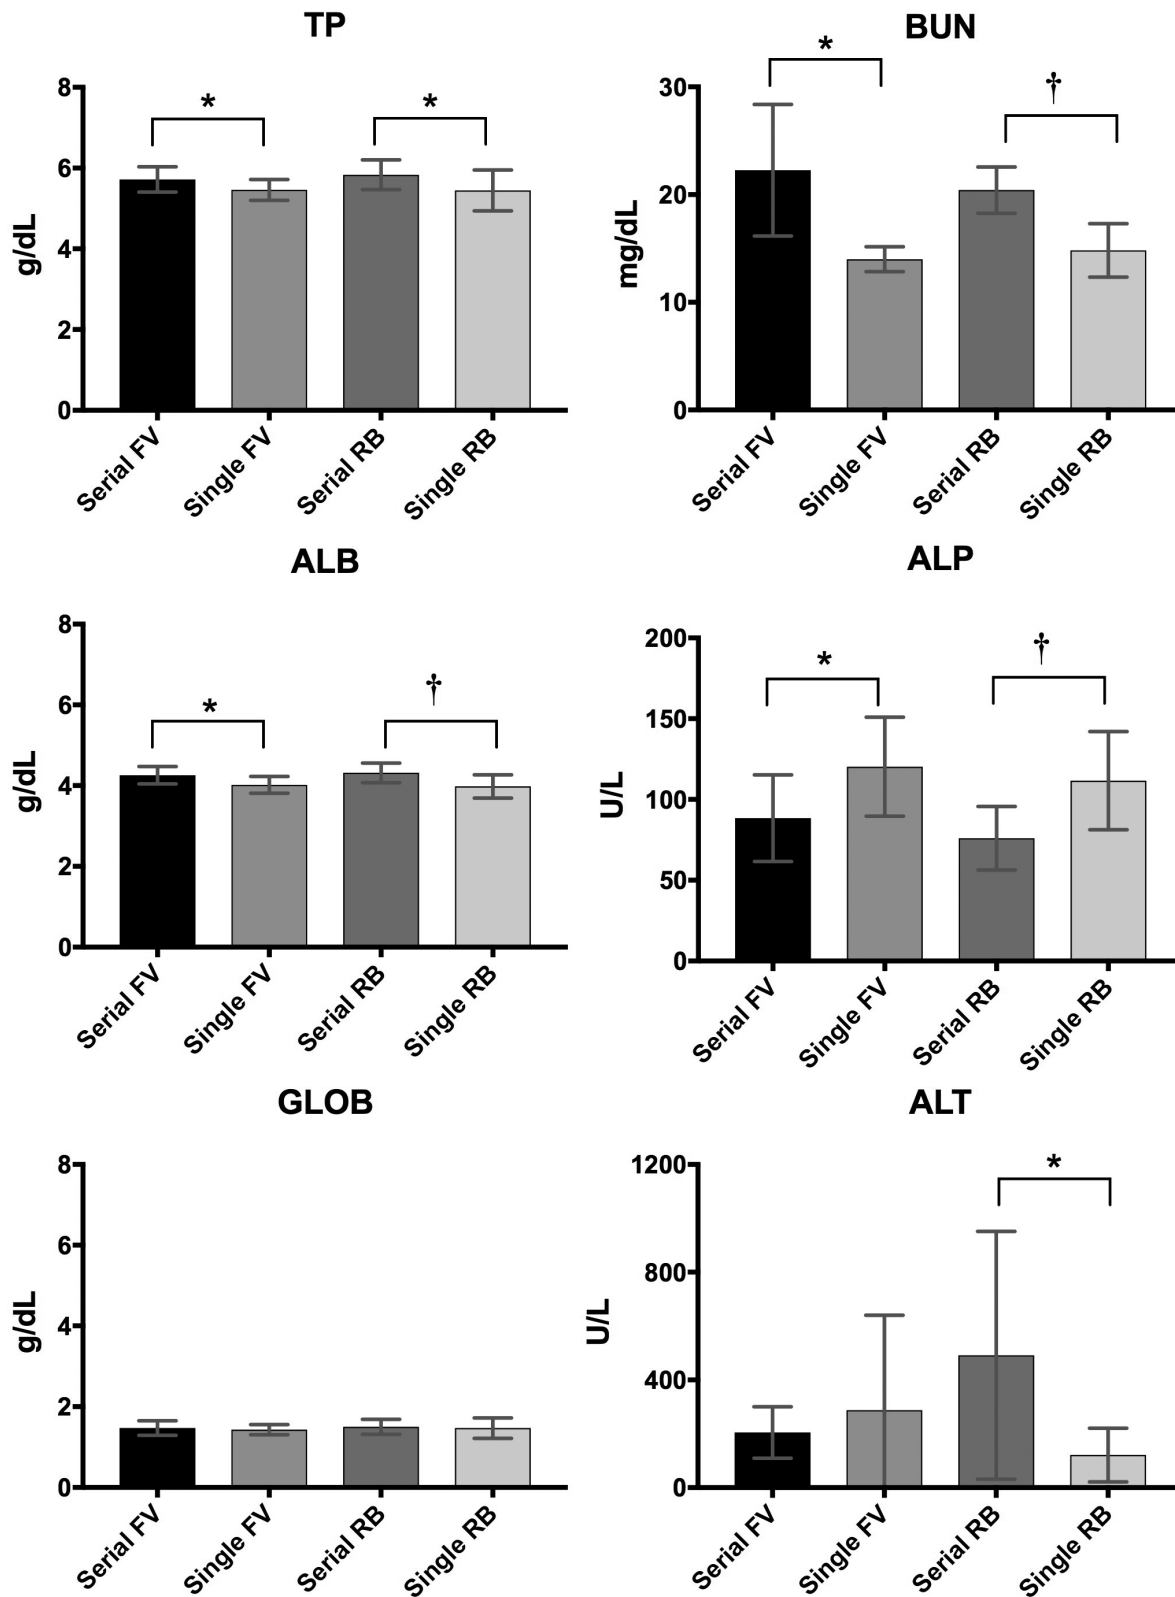 TP
*
*
8
6
4
2
0
g/dL
Serial FV
Single FV
Serial RB
Single RB
BUN
*
†
30
20
10
0
mg/dL
Serial FV
Single FV
Serial RB
Single RB
ALB
*
†
8
6
4
2
0
g/dL
Serial FV
Single FV
Serial RB
Single RB
ALP
*
†
200
150
100
50
0
U/L
Serial FV
Single FV
Serial RB
Single RB
GLOB
8
6
4
2
0
g/dL
Serial FV
Single FV
Serial RB
Single RB
ALT
*
1200
800
400
0
U/L
Serial FV
Single FV
Serial RB
Single RB